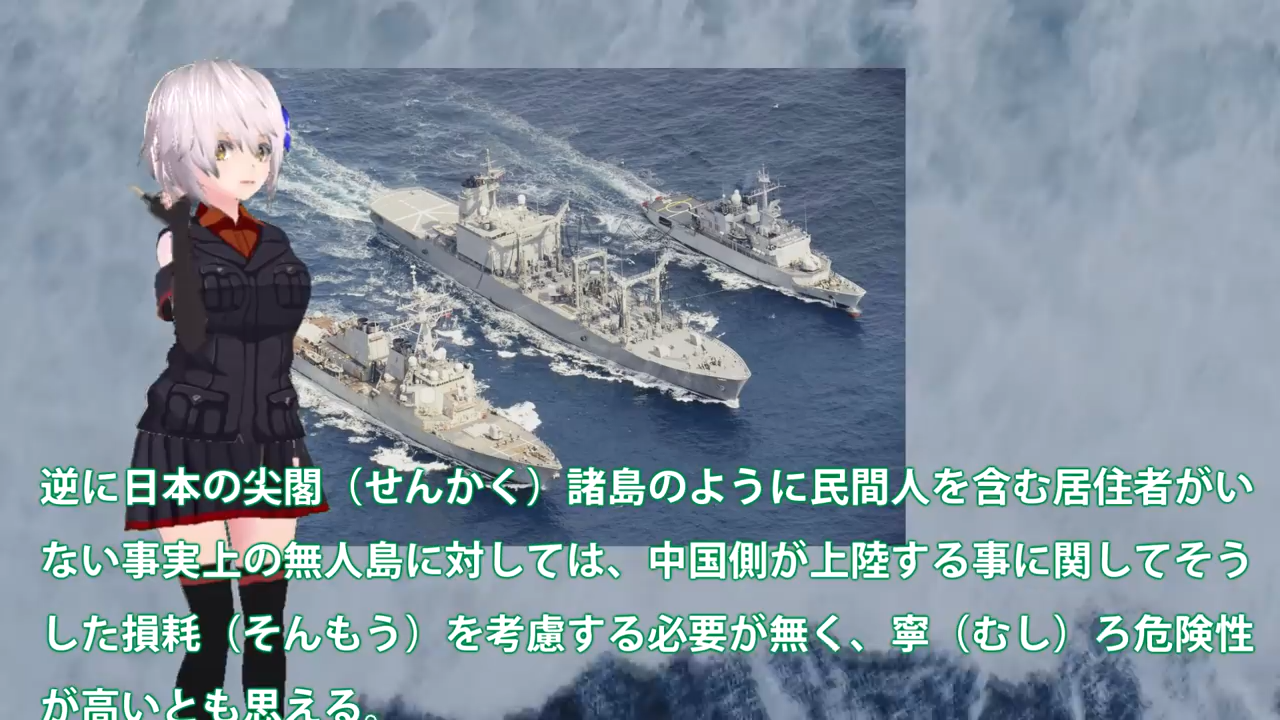 逆に日本の尖閣（せんかく）諸島のように民間人を含む居住者がい
ない事実上の無人島に対しては、中国側が上陸する事に関してそう
した損耗（そんもう）を考慮する必要が無く、寧（むし）ろ危険性
が高いとも思える。